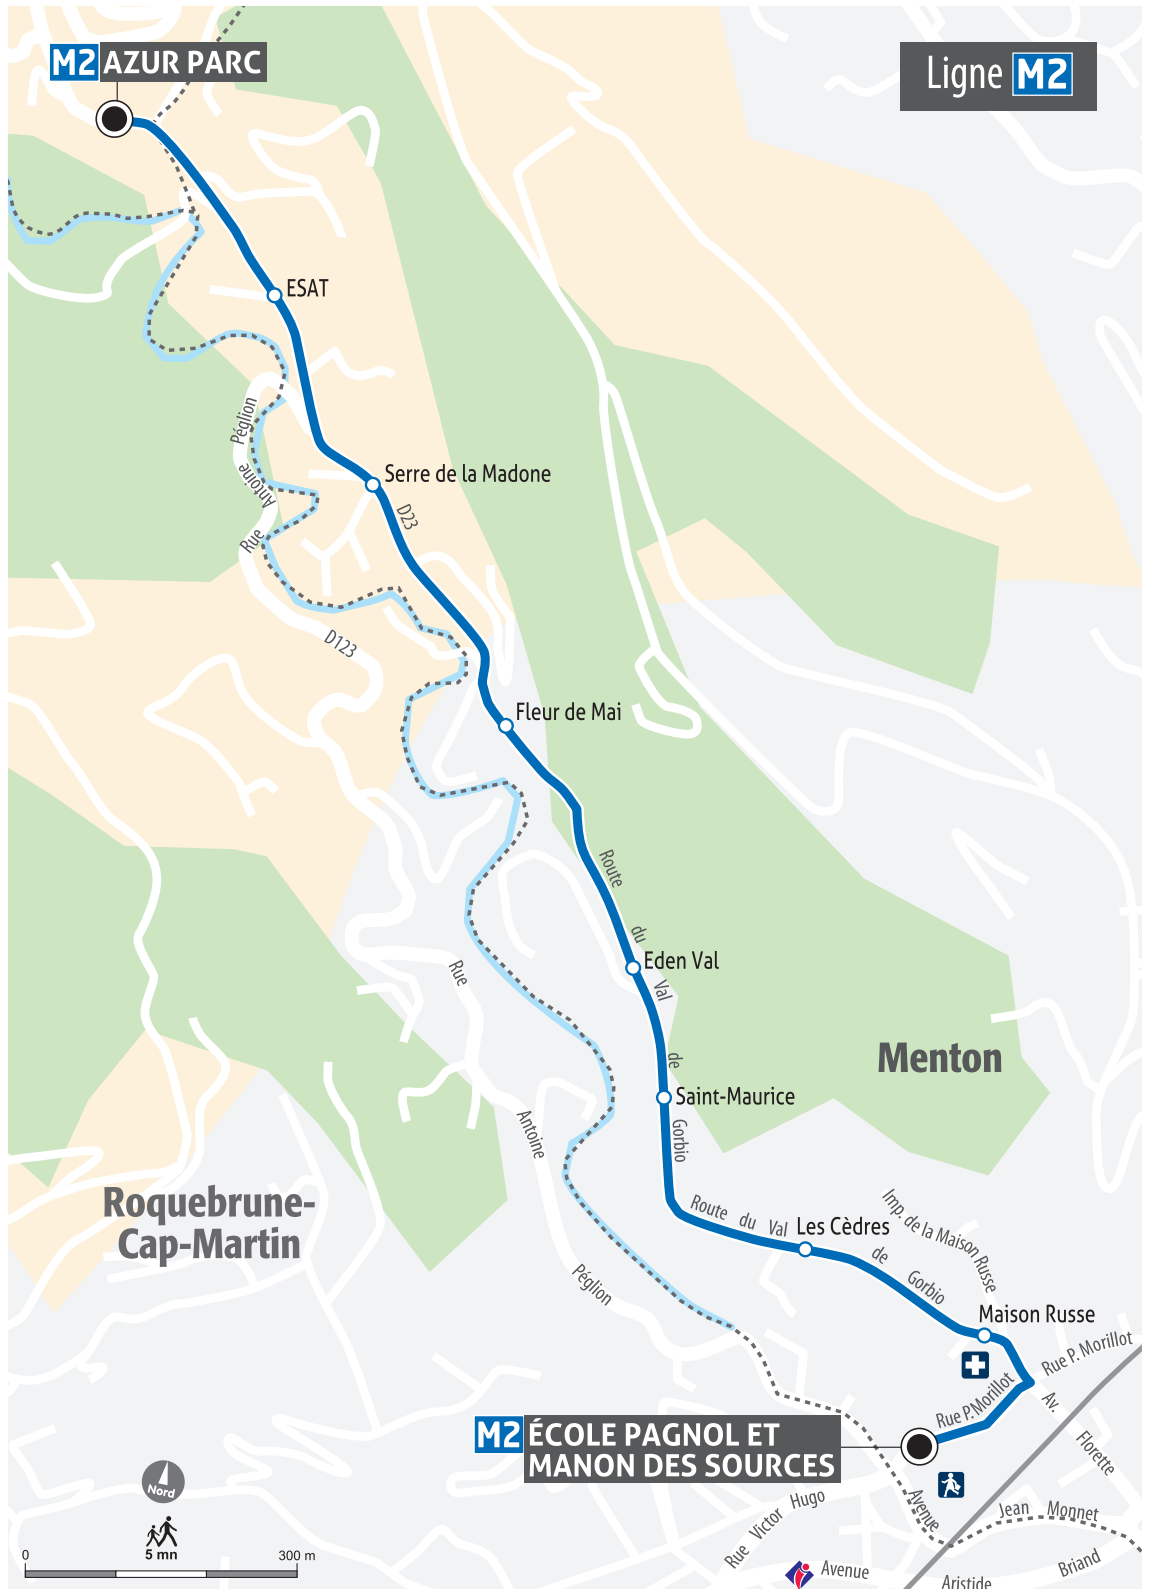 M2 AZUR PARC
Ligne M2
ESAT
Péglion
Antoine
Rue
Serre de la Madone
D23
D123
Fleur de Mai
Route
du
Eden Val
Val
Rue
de
Menton
Saint-Maurice
Antoine
Gorbio
Roquebrune-
Cap-Martin
Route du Val
Les Cèdres
Imp. de la Maison Russe
de
Gorbio
Péglion
Maison Russe
Rue P. Morillot
Rue P. Morillot
Av.
Florette
M2 ÉCOLE PAGNOL ET
MANON DES SOURCES
Nord
Avenue
Rue Victor Hugo
Jean Monnet
5 mn
0
300 m
Avenue
Aristide
Briand